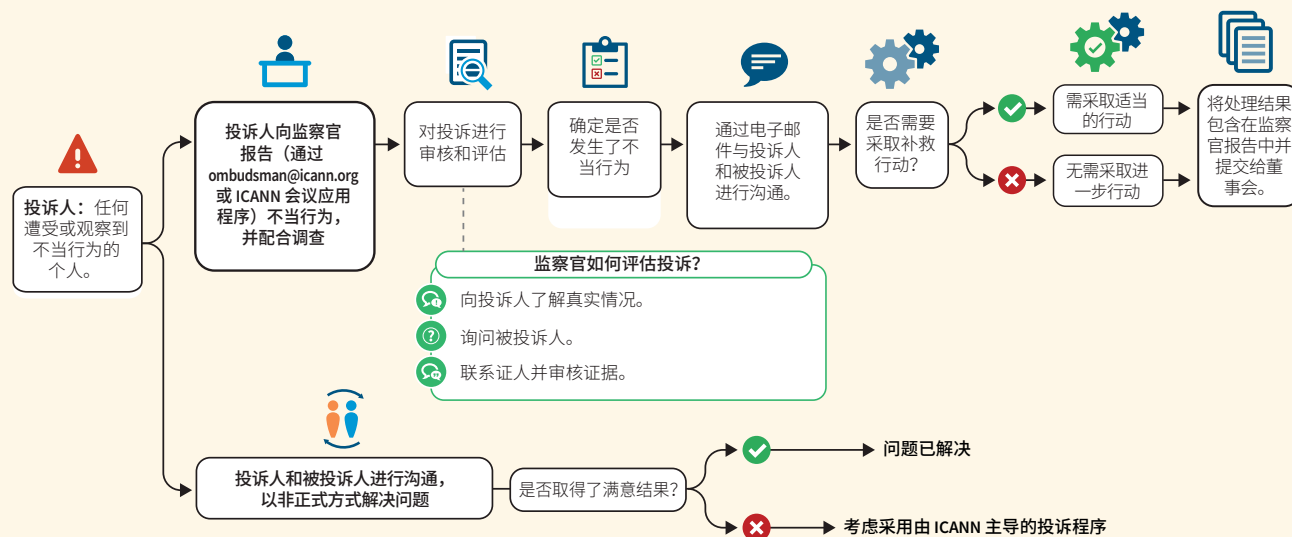 投诉人：任何
遭受或观察到
不当行为的
个人。
投诉人向监察官
报告（通过
ombudsman@icann.org
或 ICANN 会议应用
程序）不当行为，
并配合调查
对投诉进行
审核和评估
确定是否
发生了不
当行为
通过电子邮
件与投诉人
和被投诉人
进行沟通。
是否需要
采取补救
行动？
需采取适当
的行动
无需采取进
一步行动
将处理结果
包含在监察
官报告中并
提交给董
事会。
监察官如何评估投诉？
向投诉人了解真实情况。
询问被投诉人。
联系证人并审核证据。
投诉人和被投诉人进行沟通，
以非正式方式解决问题
是否取得了满意结果？
问题已解决
考虑采用由 ICANN 主导的投诉程序